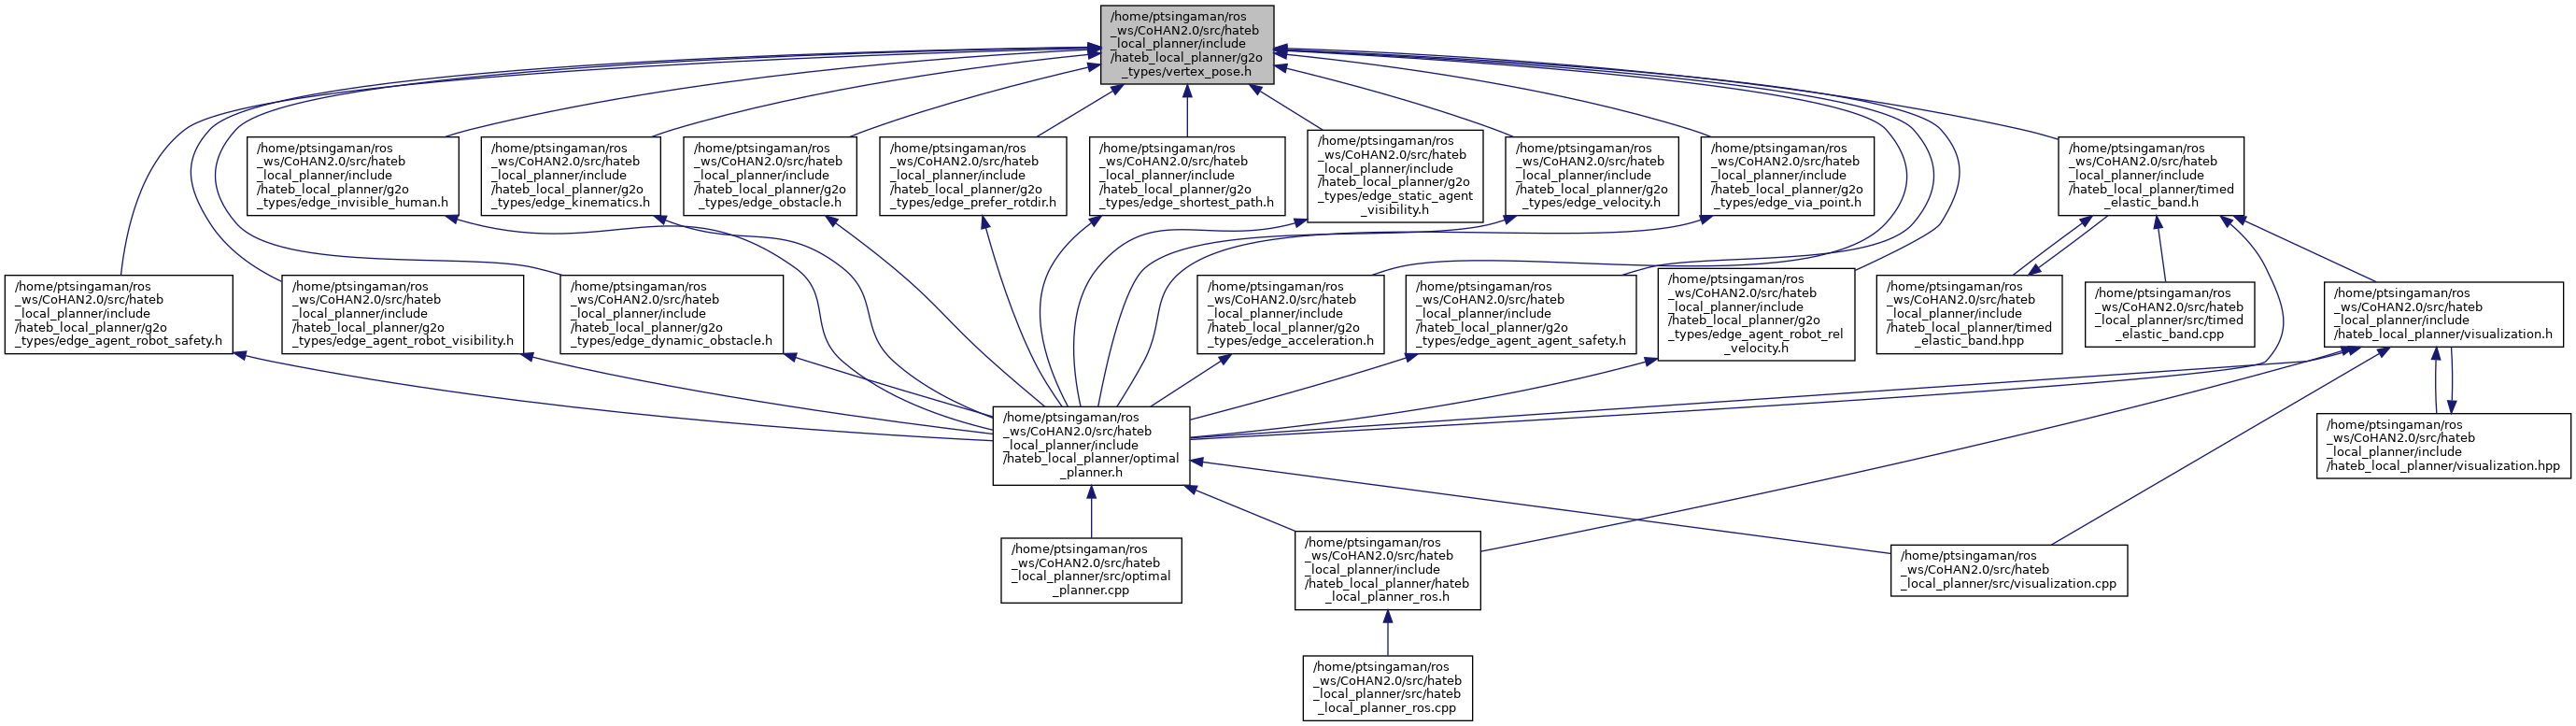 /home/ptsingaman/ros
_ws/CoHAN2.0/src/hateb
_local_planner/include
/hateb_local_planner/g2o
_types/vertex_pose.h
/home/ptsingaman/ros
_ws/CoHAN2.0/src/hateb
_local_planner/include
/hateb_local_planner/g2o
_types/edge_invisible_human.h
/home/ptsingaman/ros
_ws/CoHAN2.0/src/hateb
_local_planner/include
/hateb_local_planner/g2o
_types/edge_kinematics.h
/home/ptsingaman/ros
_ws/CoHAN2.0/src/hateb
_local_planner/include
/hateb_local_planner/g2o
_types/edge_obstacle.h
/home/ptsingaman/ros
_ws/CoHAN2.0/src/hateb
_local_planner/include
/hateb_local_planner/g2o
_types/edge_prefer_rotdir.h
/home/ptsingaman/ros
_ws/CoHAN2.0/src/hateb
_local_planner/include
/hateb_local_planner/g2o
_types/edge_shortest_path.h
/home/ptsingaman/ros
_ws/CoHAN2.0/src/hateb
_local_planner/include
/hateb_local_planner/g2o
_types/edge_static_agent
_visibility.h
/home/ptsingaman/ros
_ws/CoHAN2.0/src/hateb
_local_planner/include
/hateb_local_planner/g2o
_types/edge_velocity.h
/home/ptsingaman/ros
_ws/CoHAN2.0/src/hateb
_local_planner/include
/hateb_local_planner/g2o
_types/edge_via_point.h
/home/ptsingaman/ros
_ws/CoHAN2.0/src/hateb
_local_planner/include
/hateb_local_planner/timed
_elastic_band.h
/home/ptsingaman/ros
_ws/CoHAN2.0/src/hateb
_local_planner/include
/hateb_local_planner/g2o
_types/edge_agent_robot_safety.h
/home/ptsingaman/ros
_ws/CoHAN2.0/src/hateb
_local_planner/include
/hateb_local_planner/g2o
_types/edge_agent_robot_visibility.h
/home/ptsingaman/ros
_ws/CoHAN2.0/src/hateb
_local_planner/include
/hateb_local_planner/g2o
_types/edge_dynamic_obstacle.h
/home/ptsingaman/ros
_ws/CoHAN2.0/src/hateb
_local_planner/include
/hateb_local_planner/g2o
_types/edge_acceleration.h
/home/ptsingaman/ros
_ws/CoHAN2.0/src/hateb
_local_planner/include
/hateb_local_planner/g2o
_types/edge_agent_agent_safety.h
/home/ptsingaman/ros
_ws/CoHAN2.0/src/hateb
_local_planner/include
/hateb_local_planner/g2o
_types/edge_agent_robot_rel
_velocity.h
/home/ptsingaman/ros
_ws/CoHAN2.0/src/hateb
_local_planner/include
/hateb_local_planner/timed
_elastic_band.hpp
/home/ptsingaman/ros
_ws/CoHAN2.0/src/hateb
_local_planner/src/timed
_elastic_band.cpp
/home/ptsingaman/ros
_ws/CoHAN2.0/src/hateb
_local_planner/include
/hateb_local_planner/visualization.h
/home/ptsingaman/ros
_ws/CoHAN2.0/src/hateb
_local_planner/include
/hateb_local_planner/optimal
_planner.h
/home/ptsingaman/ros
_ws/CoHAN2.0/src/hateb
_local_planner/include
/hateb_local_planner/visualization.hpp
/home/ptsingaman/ros
_ws/CoHAN2.0/src/hateb
_local_planner/src/optimal
_planner.cpp
/home/ptsingaman/ros
_ws/CoHAN2.0/src/hateb
_local_planner/include
/hateb_local_planner/hateb
_local_planner_ros.h
/home/ptsingaman/ros
_ws/CoHAN2.0/src/hateb
_local_planner/src/visualization.cpp
/home/ptsingaman/ros
_ws/CoHAN2.0/src/hateb
_local_planner/src/hateb
_local_planner_ros.cpp